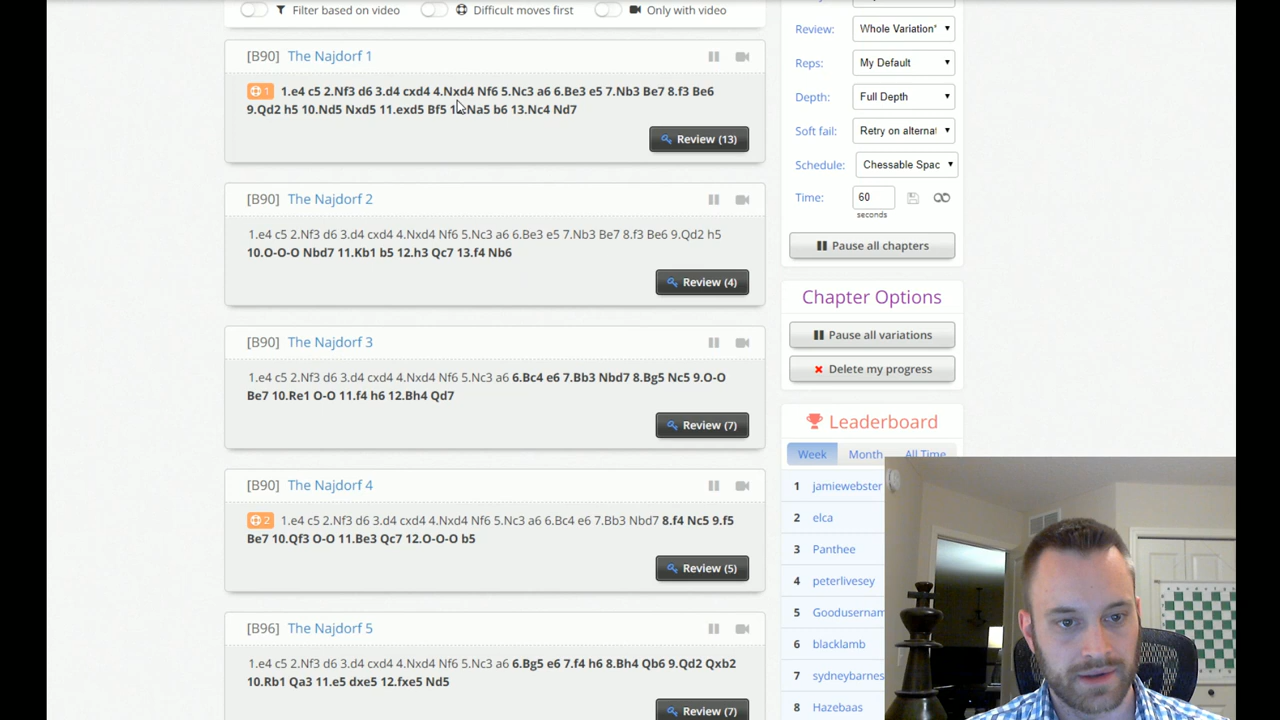 Filter based on video Difficult moves first Only with video
[B90] The Najdorf 1
1 1.e4 c5 2.Nf3 d6 3.d4 cxd4 4.Nxd4 Nf6 5.Nc3 a6 6.Be3 e5 7.Nb3 Be7 8.f3 Be6
9.Qd2 h5 10.Nd5 Nxd5 11.exd5 Bf5 b6 13.Nc4 Nd7
Review (13)
[B90] The Najdorf 2
1.e4 c5 2.Nf3 d6 3.d4 cxd4 4.Nxd4 Nf6 5.Nc3 a6 6.Be3 e5 7.Nb3 Be7 8.f3 Be6 9.Qd2 h5
10.O-O-O Nbd7 11.Kb1 b5 12.h3 Qc7 13.f4 Nb6
Review (4)
[B90] The Najdorf 3
1.e4 c5 2.Nf3 d6 3.d4 cxd4 4.Nxd4 Nf6 5.Nc3 a6 6.Bc4 e6 7.Bb3 Nbd7 8.Bg5 Nc5 9.O-O
Be7 10.Re1 O-O 11.f4 h6 12.Bh4 Qd7
Review (7)
[B90] The Najdorf 4
2 1.e4 c5 2.Nf3 d6 3.d4 cxd4 4.Nxd4 Nf6 5.Nc3 a6 6.Bc4 e6 7.Bb3 Nbd7 8.f4 Nc5 9.f5
Be7 10.Qf3 O-O 11.Be3 Qc7 12.O-O-O b5
Review (5)
[B96] The Najdorf 5
1.e4 c5 2.Nf3 d6 3.d4 cxd4 4.Nxd4 Nf6 5.Nc3 a6 6.Bg5 e6 7.f4 h6 8.Bh4 Qb6 9.Qd2 Qxb2
10.Rb1 Qa3 11.e5 dxe5 12.fxe5 Nd5
Review (7)
Review: Whole Variation*
Reps: My Default
Depth: Full Depth
Soft fail: Retry on alternat
Schedule: Chessable Spac
Time: 60
seconds
Pause all chapters
Chapter Options
Pause all variations
Delete my progress
Leaderboard
Week Month All Time
1 jamiewebster
2 elca
3 Panthee
4 peterlivesey
5 Goodusernam
6 blacklamb
7 sydneybarnes
8 Hazebaas